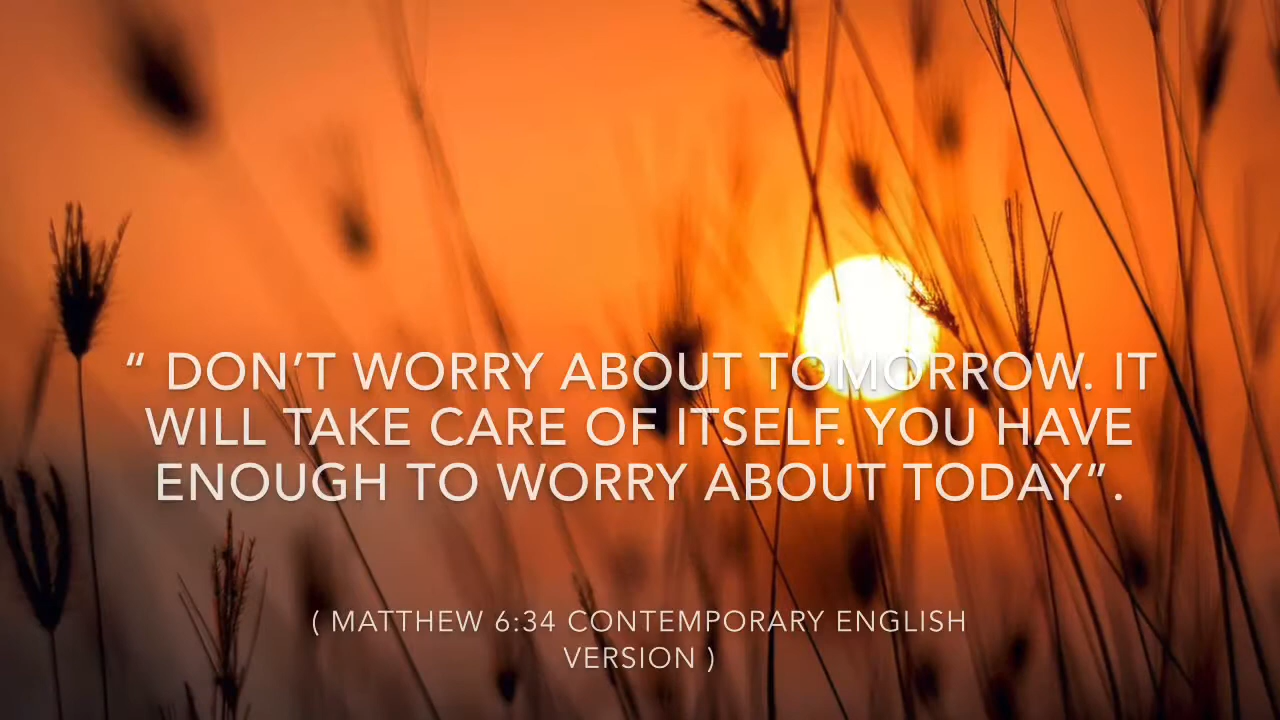 “ DON’T WORRY ABOUT TOMORROW. IT
WILL TAKE CARE OF ITSELF. YOU HAVE
ENOUGH TO WORRY ABOUT TODAY”.
( MATTHEW 6:34 CONTEMPORARY ENGLISH
VERSION )